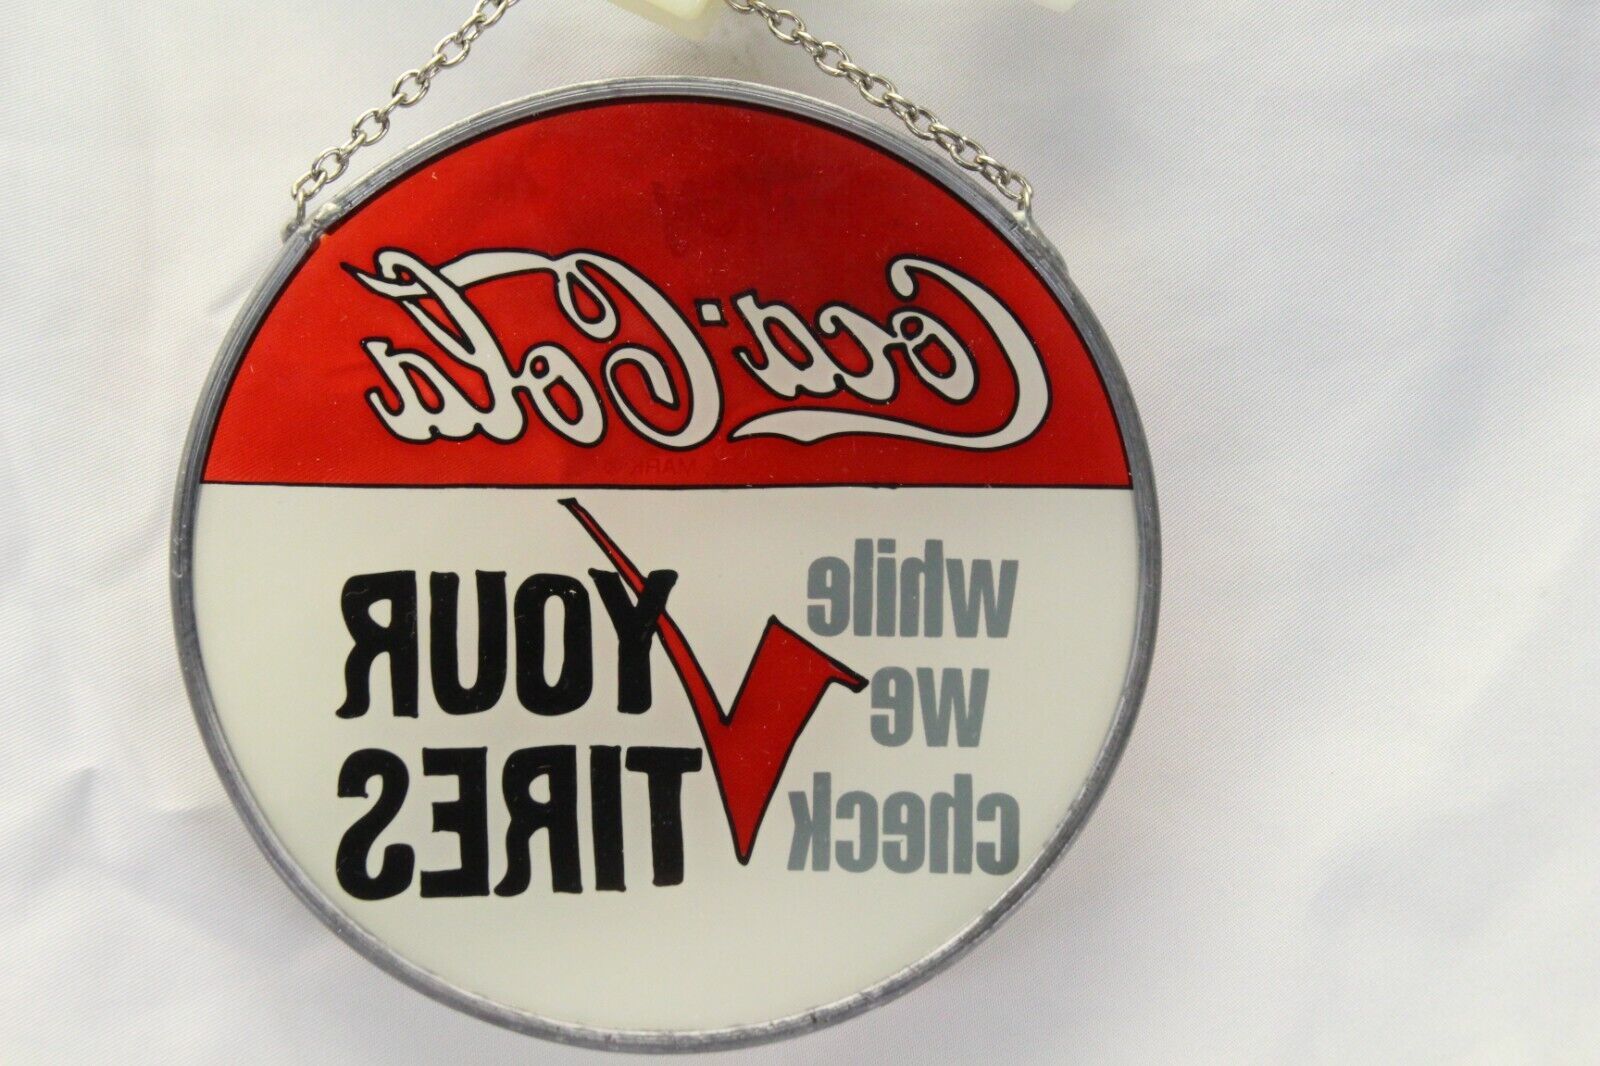 Coca-Cola
while
we
check
YOUR
TIRES